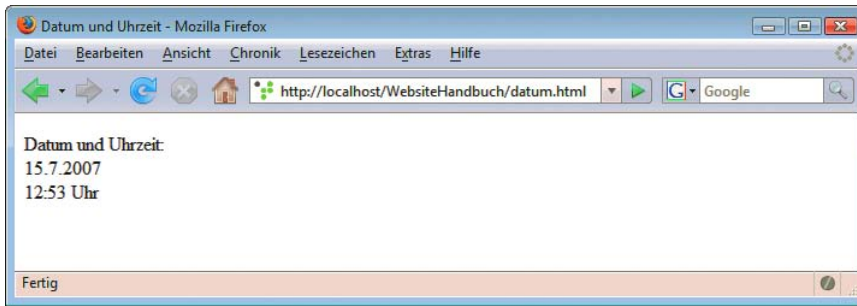 Datum und Uhrzeit - Mozilla Firefox
Datei Bearbeiten Ansicht Chronik Lesezeichen Extras Hilfe
http://localhost/WebsiteHandbuch/datum.html G Google
Datum und Uhrzeit:
15.7.2007
12:53 Uhr
Fertig